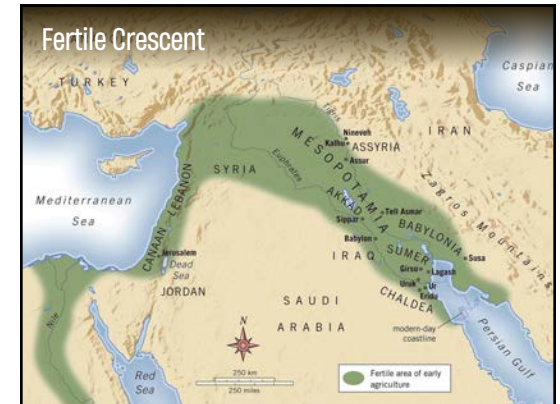 Fertile Crescent
Caspian
Sea
TURKEY
Tigris
IRAN
Nineveh
Kalhu
ASSYRIA
Assur
MESOPOTAMIA
SYRIA
Euphrates
Zagros Mountains
Mediterranean
Sea
LEBANON
AKKAD
Tell Asmar
Sippar
BABYLONIA
Babylon
CANAAN
Jerusalem
Dead
Sea
IRAQ
SUMER
Susa
Girsu
Lagash
JORDAN
Uruk
Ur
Eridu
CHALDEA
SAUDI
ARABIA
Nile
N
modern-day
coastline
Persian Gulf
Red
Sea
250 km
250 miles
Fertile area of early
agriculture